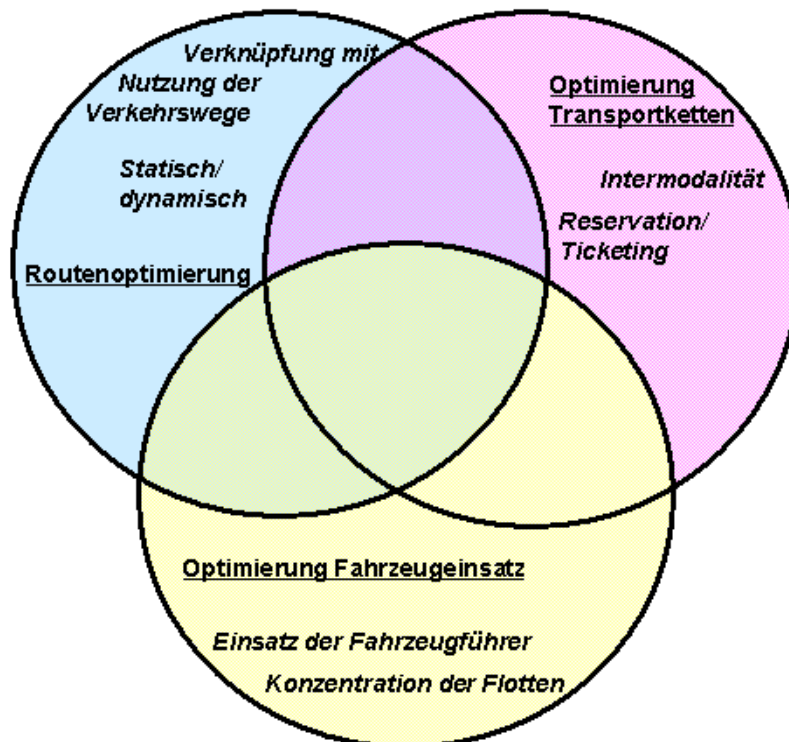 Verknüpfung mit
Nutzung der
Verkehrswege
Statisch/
dynamisch
Routenoptimierung
Optimierung
Transportketten
Intermodalität
Reservation/
Ticketing
Optimierung Fahrzeugeinsatz
Einsatz der Fahrzeugführer
Konzentration der Flotten